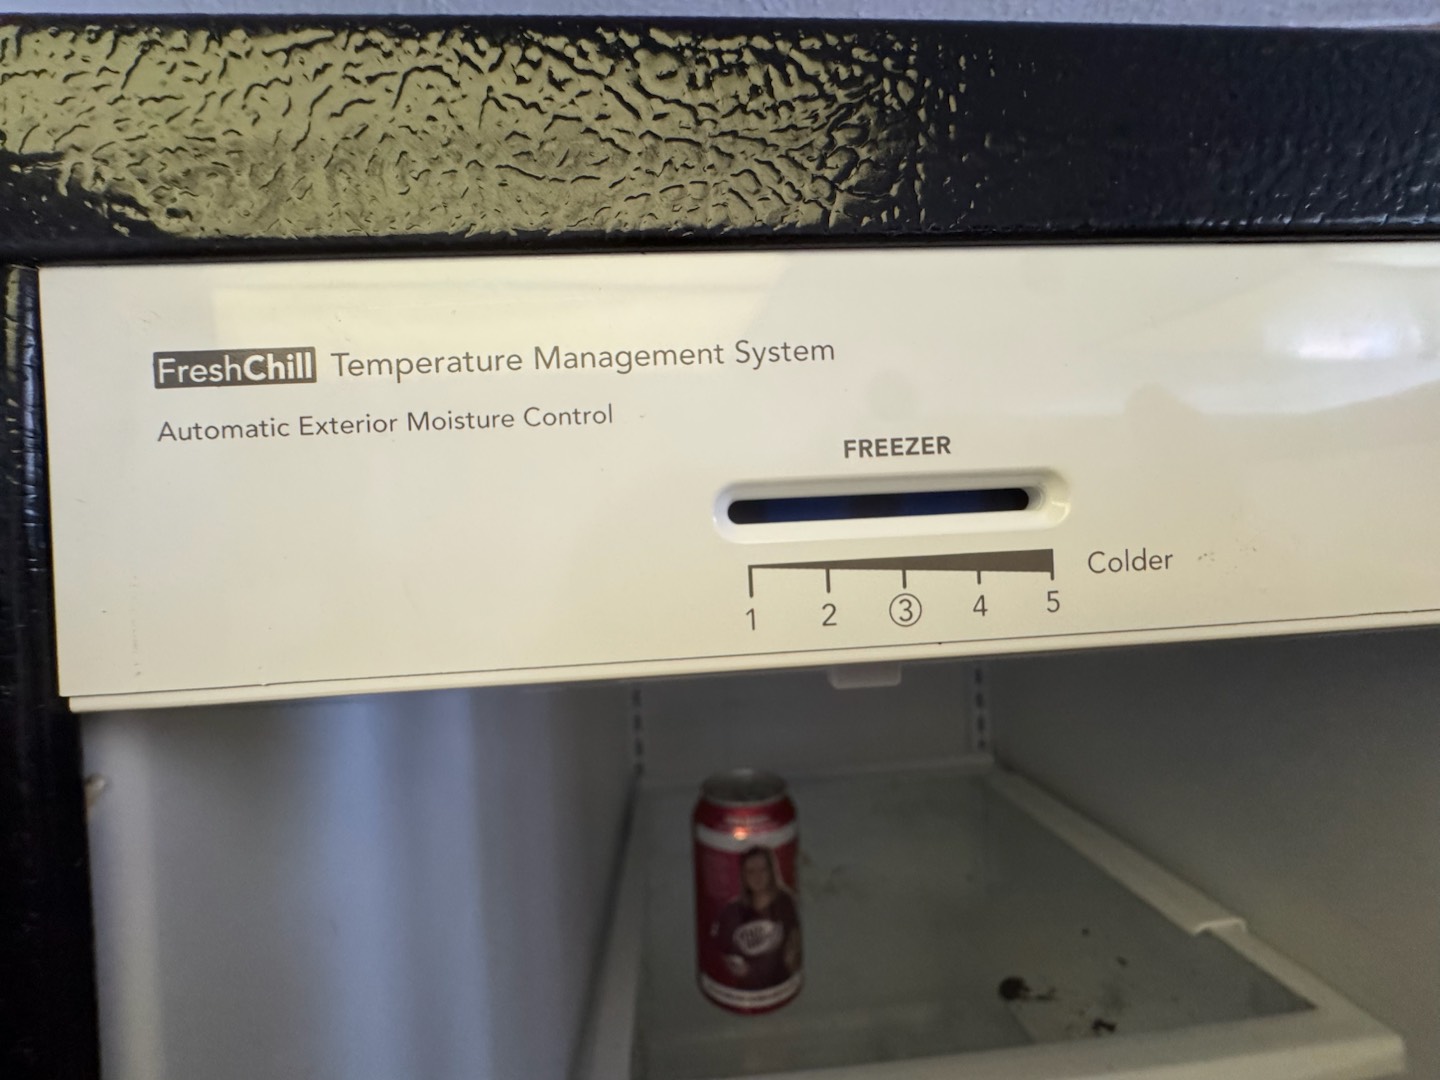 FreshChill Temperature Management System
Automatic Exterior Moisture Control
FREEZER
Colder
1 2 3 4 5